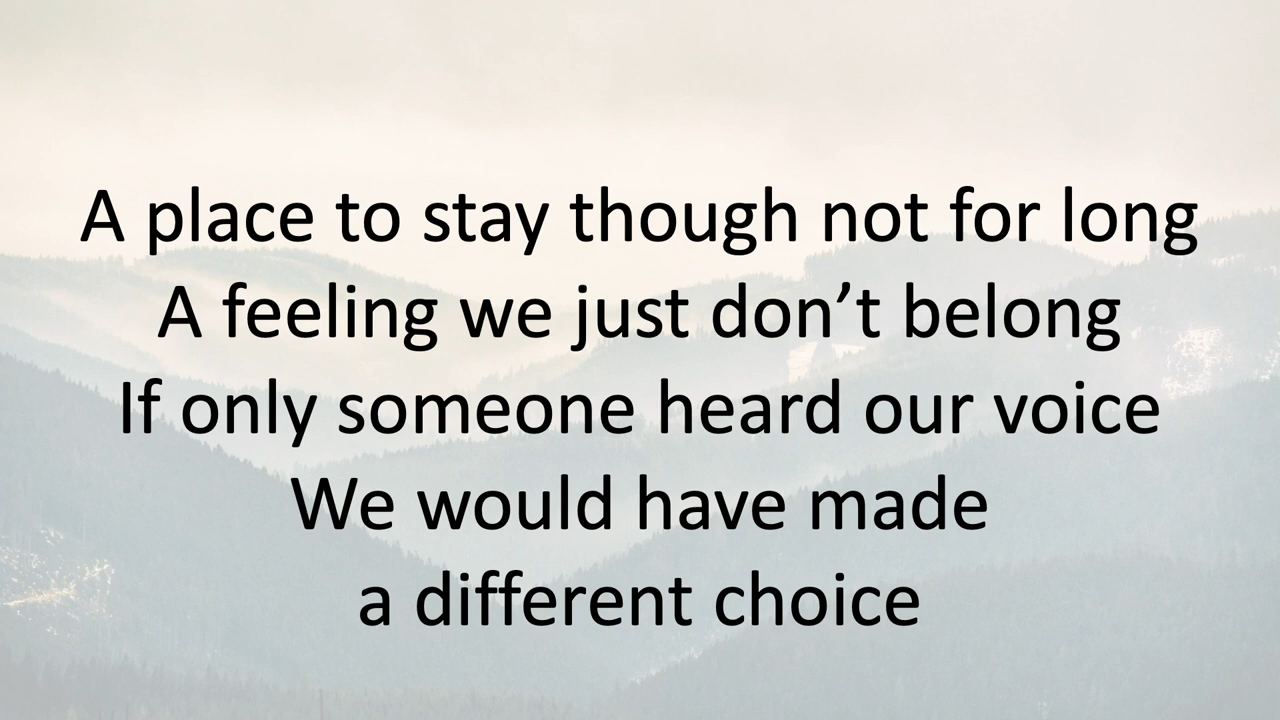 A place to stay though not for long
A feeling we just don’t belong
If only someone heard our voice
We would have made
a different choice